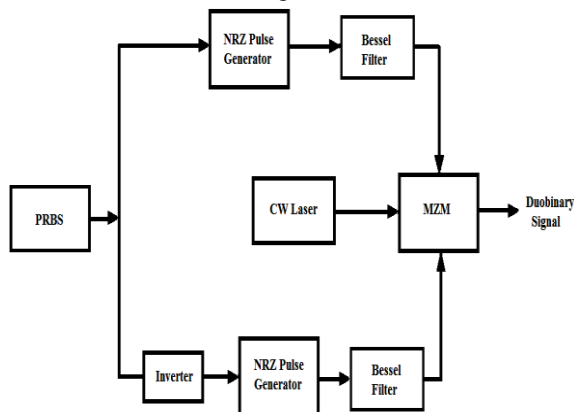 NRZ Pulse
Generator
Bessel
Filter
PRBS
CW Laser
MZM
Duobinary
Signal
Inverter
NRZ Pulse
Generator
Bessel
Filter